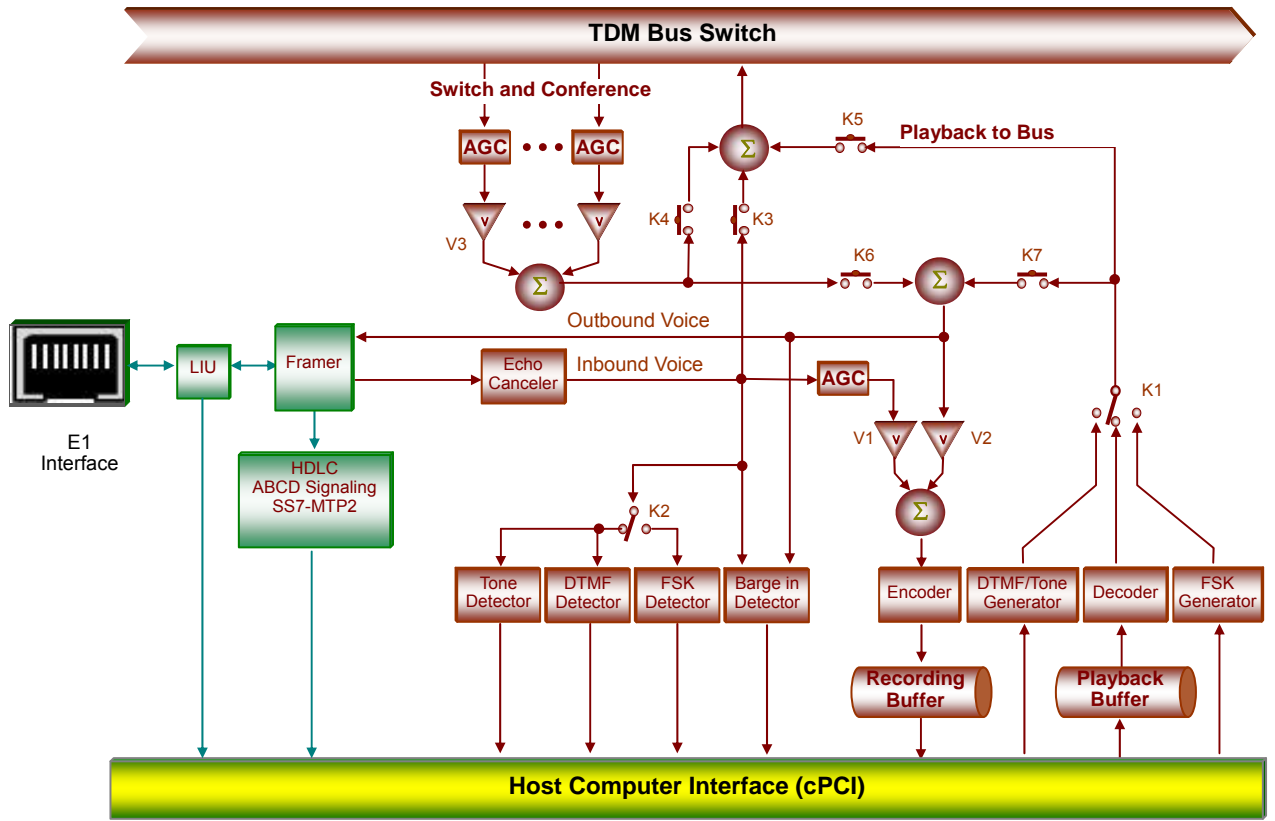 TDM Bus Switch
Switch and Conference
AGC
AGC
V
V
V3
Σ
Σ
K5
Playback to Bus
K4
K3
K6
K7
Σ
Outbound Voice
Inbound Voice
E1
Interface
LIU
Framer
Echo
Canceler
AGC
K1
V1
V
V
V2
HDLC
ABCD Signaling
SS7-MTP2
K2
Σ
Tone
Detector
DTMF
Detector
FSK
Detector
Barge in
Detector
Encoder
DTMF/Tone
Generator
Decoder
FSK
Generator
Recording
Buffer
Playback
Buffer
Host Computer Interface (cPCI)